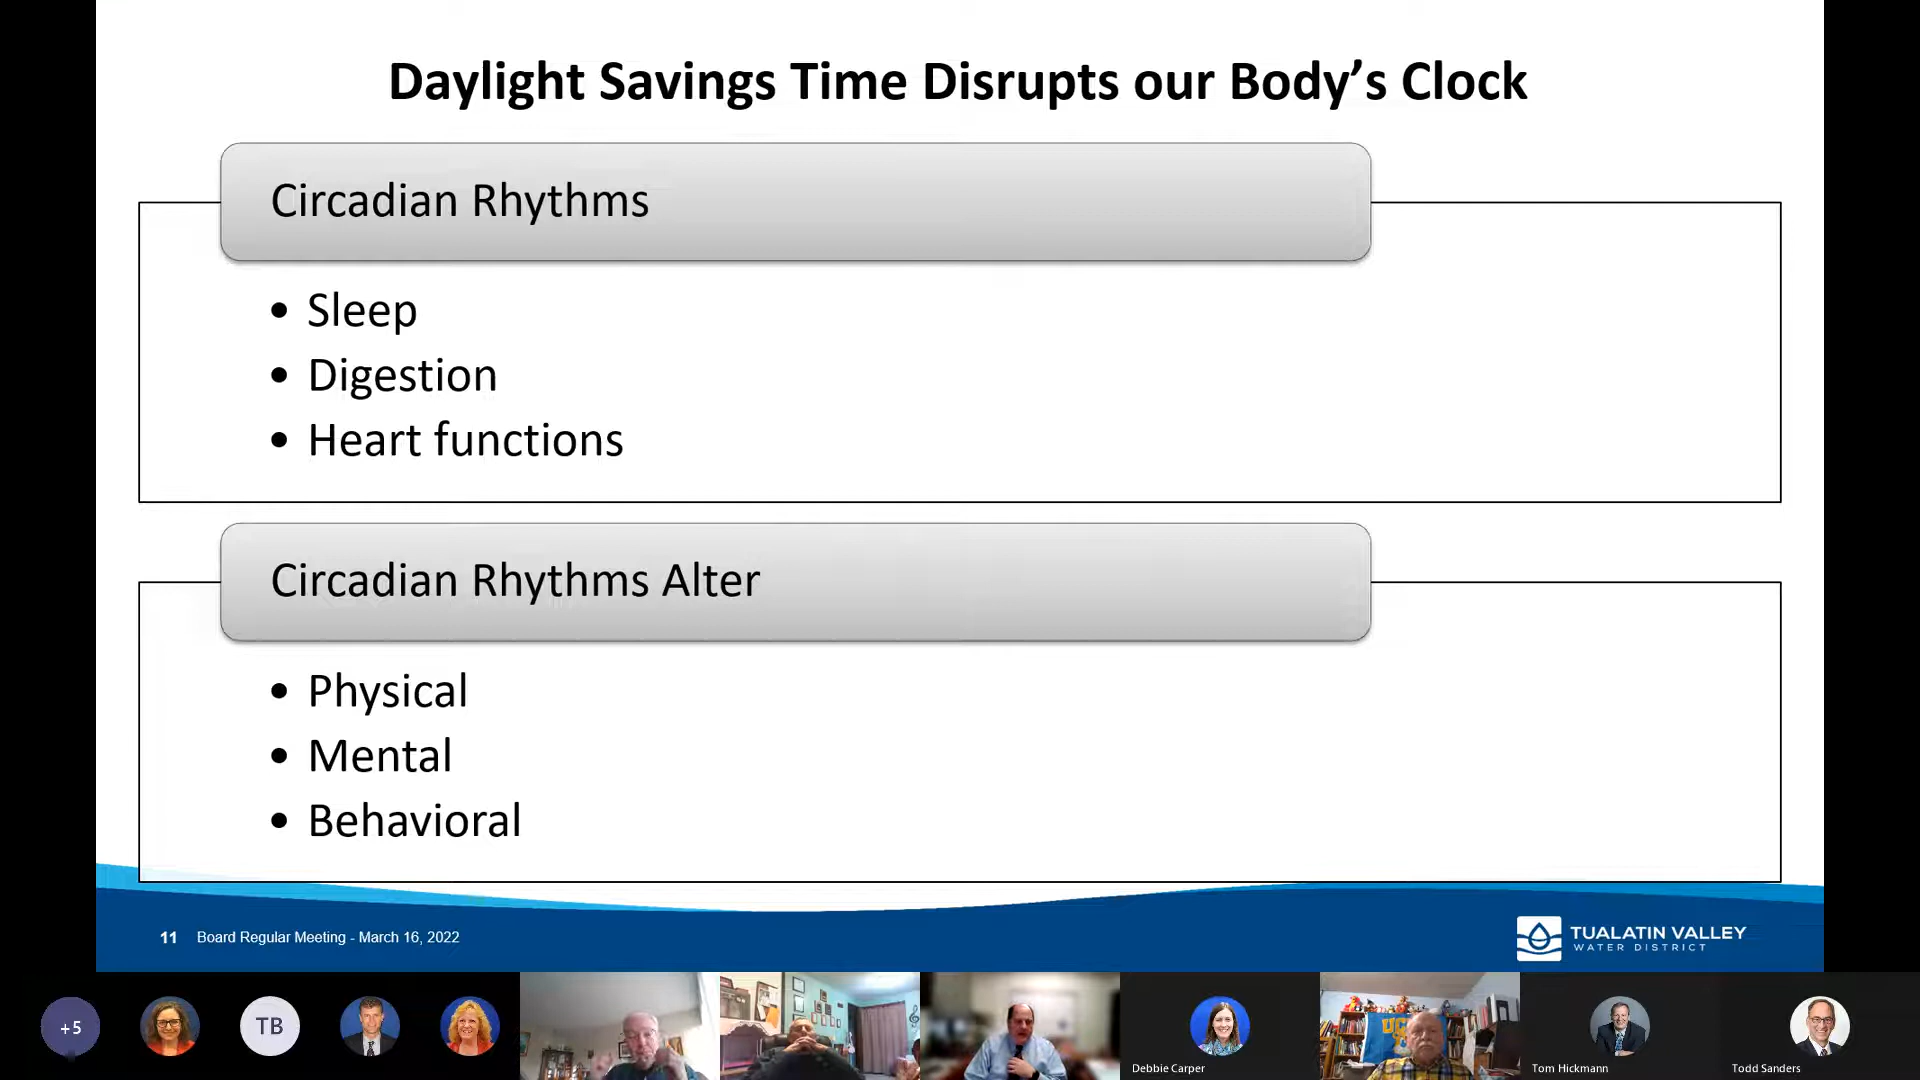 Daylight Savings Time Disrupts our Body’s Clock
Circadian Rhythms
• Sleep
• Digestion
• Heart functions
Circadian Rhythms Alter
• Physical
• Mental
• Behavioral
11 Board Regular Meeting - March 16, 2022
TUALATIN VALLEY
WATER DISTRICT
+5
TB
UC
Debbie Carper
Tom Hickmann
Todd Sanders